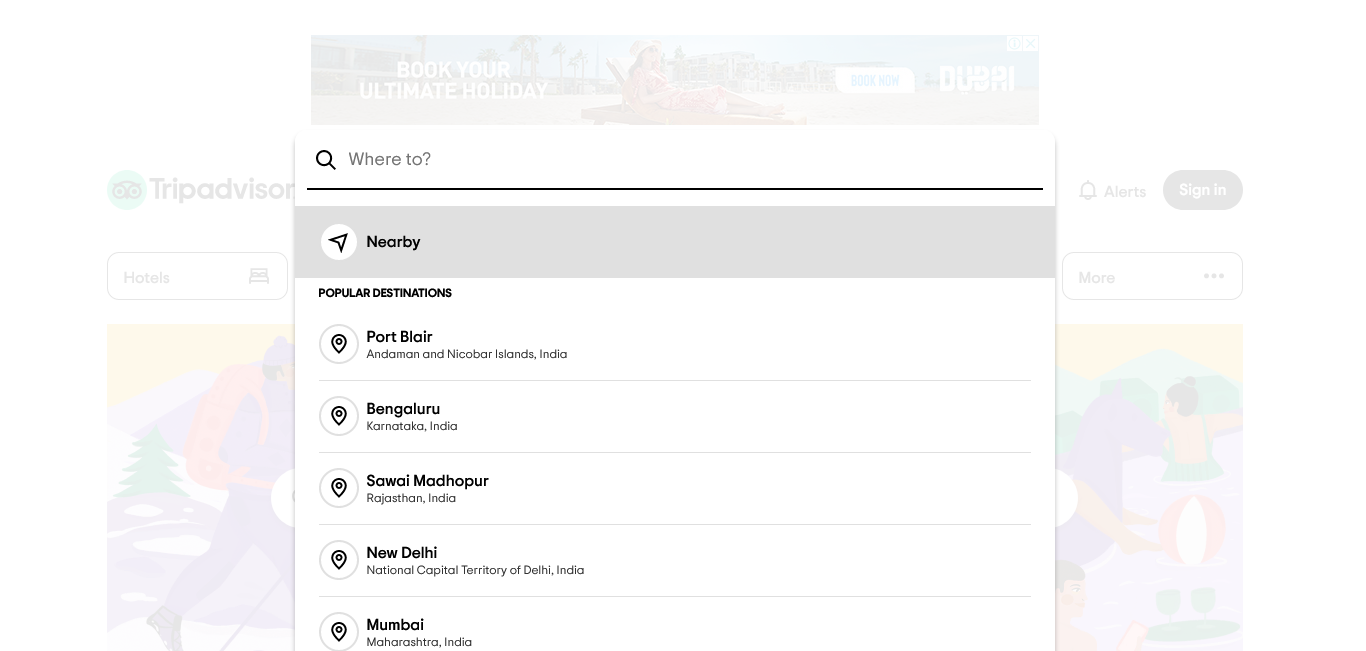 BOOK YOUR
ULTIMATE HOLIDAY
BOOK NOW
DUBAI
Where to?
Tripadvisor
Alerts
Sign in
Nearby
Hotels
More
POPULAR DESTINATIONS
Port Blair
Andaman and Nicobar Islands, India
Bengaluru
Karnataka, India
Sawai Madhopur
Rajasthan, India
New Delhi
National Capital Territory of Delhi, India
Mumbai
Maharashtra, India